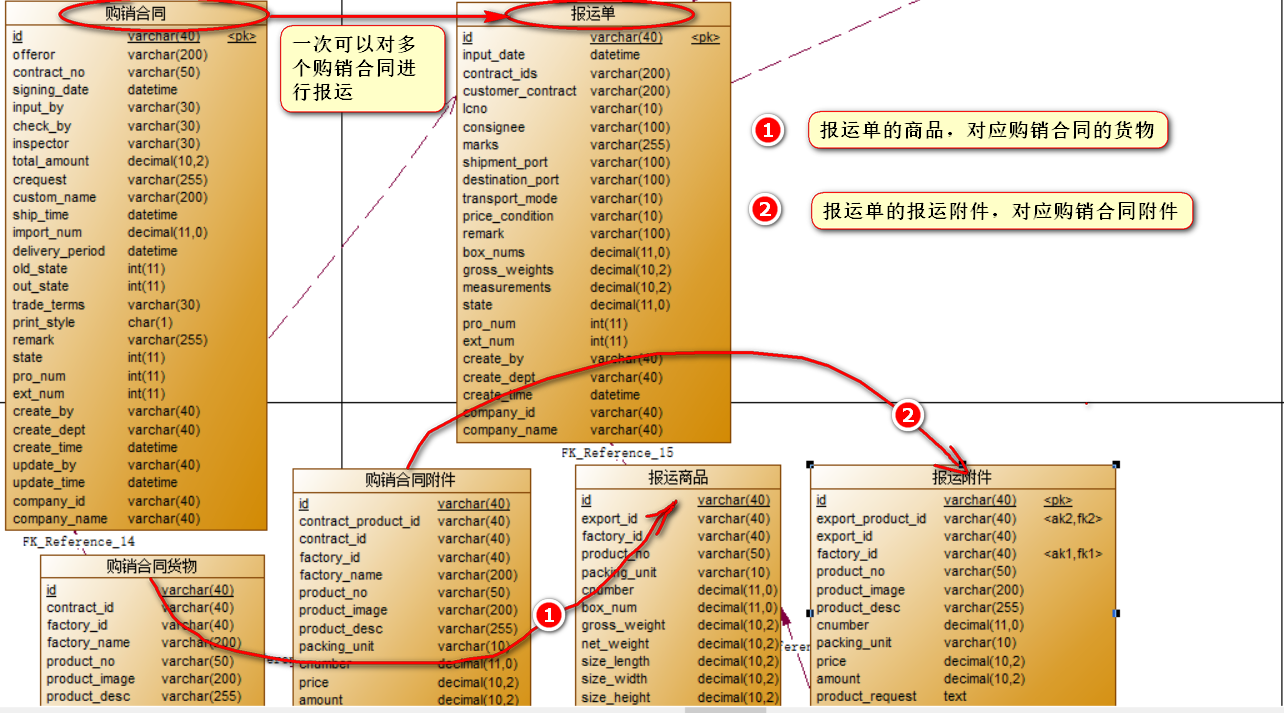 购销合同
id varchar(40) <pk>
offeror varchar(200)
contract_no varchar(50)
signing_date datetime
input_by varchar(30)
check_by varchar(30)
inspector varchar(30)
total_amount decimal(10,2)
crequest varchar(255)
custom_name varchar(200)
ship_time datetime
import_num decimal(11,0)
delivery_period datetime
old_state int(11)
out_state int(11)
trade_terms varchar(30)
print_style char(1)
remark varchar(255)
state int(11)
pro_num int(11)
ext_num int(11)
create_by varchar(40)
create_dept varchar(40)
create_time datetime
update_by varchar(40)
update_time datetime
company_id varchar(40)
company_name varchar(40)
FK_Reference_14
一次可以对多
个购销合同进
行报运
报运单
id varchar(40) <pk>
input_date datetime
contract_ids varchar(200)
customer_contract varchar(200)
lcno varchar(10)
consignee varchar(100)
marks varchar(255)
shipment_port varchar(100)
destination_port varchar(100)
transport_mode varchar(10)
price_condition varchar(10)
remark varchar(100)
box_nums decimal(11,0)
gross_weights decimal(10,2)
measurements decimal(10,2)
state decimal(11,0)
pro_num int(11)
ext_num int(11)
create_by varchar(40)
create_dept varchar(40)
create_time datetime
company_id varchar(40)
company_name varchar(40)
FK_Reference_15
1 报运单的商品，对应购销合同的货物
2 报运单的报运附件，对应购销合同附件
2
购销合同货物
id varchar(40)
contract_id varchar(40)
factory_id varchar(40)
factory_name varchar(200)
product_no varchar(50)
product_image varchar(200)
product_desc varchar(255)
购销合同附件
id varchar(40)
contract_product_id varchar(40)
contract_id varchar(40)
factory_id varchar(40)
factory_name varchar(200)
product_no varchar(50)
product_image varchar(200)
product_desc varchar(255)
packing_unit varchar(10)
cnumber decimal(11,0)
price decimal(10,2)
amount decimal(10,2)
1
报运商品
id varchar(40)
export_id varchar(40)
factory_id varchar(40)
product_no varchar(50)
packing_unit varchar(10)
cnumber decimal(11,0)
box_num decimal(11,0)
gross_weight decimal(10,2)
net_weight decimal(10,2)
size_length decimal(10,2)
size_width decimal(10,2)
size_height decimal(10,2)
报运附件
id varchar(40) <pk>
export_product_id varchar(40) <ak2,fk2>
export_id varchar(40)
factory_id varchar(40) <ak1,fk1>
product_no varchar(50)
product_image varchar(200)
product_desc varchar(255)
cnumber decimal(11,0)
packing_unit varchar(10)
price decimal(10,2)
amount decimal(10,2)
product_request text